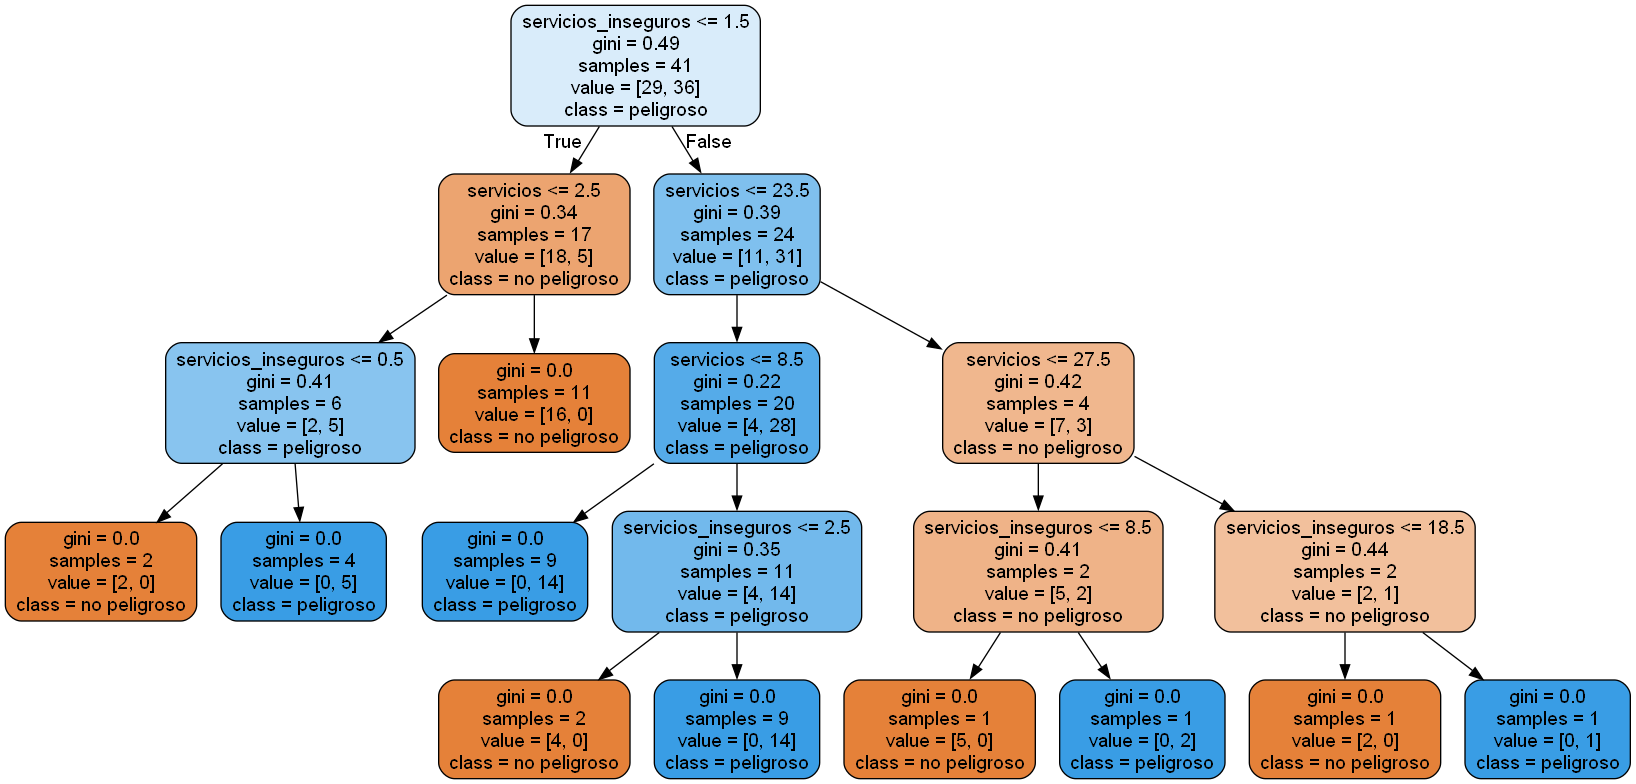 servicios_inseguros <= 1.5
gini = 0.49
samples = 41
value = [29, 36]
class = peligroso
True
False
servicios <= 2.5
gini = 0.34
samples = 17
value = [18, 5]
class = no peligroso
servicios <= 23.5
gini = 0.39
samples = 24
value = [11, 31]
class = peligroso
servicios_inseguros <= 0.5
gini = 0.41
samples = 6
value = [2, 5]
class = peligroso
gini = 0.0
samples = 11
value = [16, 0]
class = no peligroso
servicios <= 8.5
gini = 0.22
samples = 20
value = [4, 28]
class = peligroso
servicios <= 27.5
gini = 0.42
samples = 4
value = [7, 3]
class = no peligroso
gini = 0.0
samples = 2
value = [2, 0]
class = no peligroso
gini = 0.0
samples = 4
value = [0, 5]
class = peligroso
gini = 0.0
samples = 9
value = [0, 14]
class = peligroso
servicios_inseguros <= 2.5
gini = 0.35
samples = 11
value = [4, 14]
class = peligroso
servicios_inseguros <= 8.5
gini = 0.41
samples = 2
value = [5, 2]
class = no peligroso
servicios_inseguros <= 18.5
gini = 0.44
samples = 2
value = [2, 1]
class = no peligroso
gini = 0.0
samples = 2
value = [4, 0]
class = no peligroso
gini = 0.0
samples = 9
value = [0, 14]
class = peligroso
gini = 0.0
samples = 1
value = [5, 0]
class = no peligroso
gini = 0.0
samples = 1
value = [0, 2]
class = peligroso
gini = 0.0
samples = 1
value = [2, 0]
class = no peligroso
gini = 0.0
samples = 1
value = [0, 1]
class = peligroso